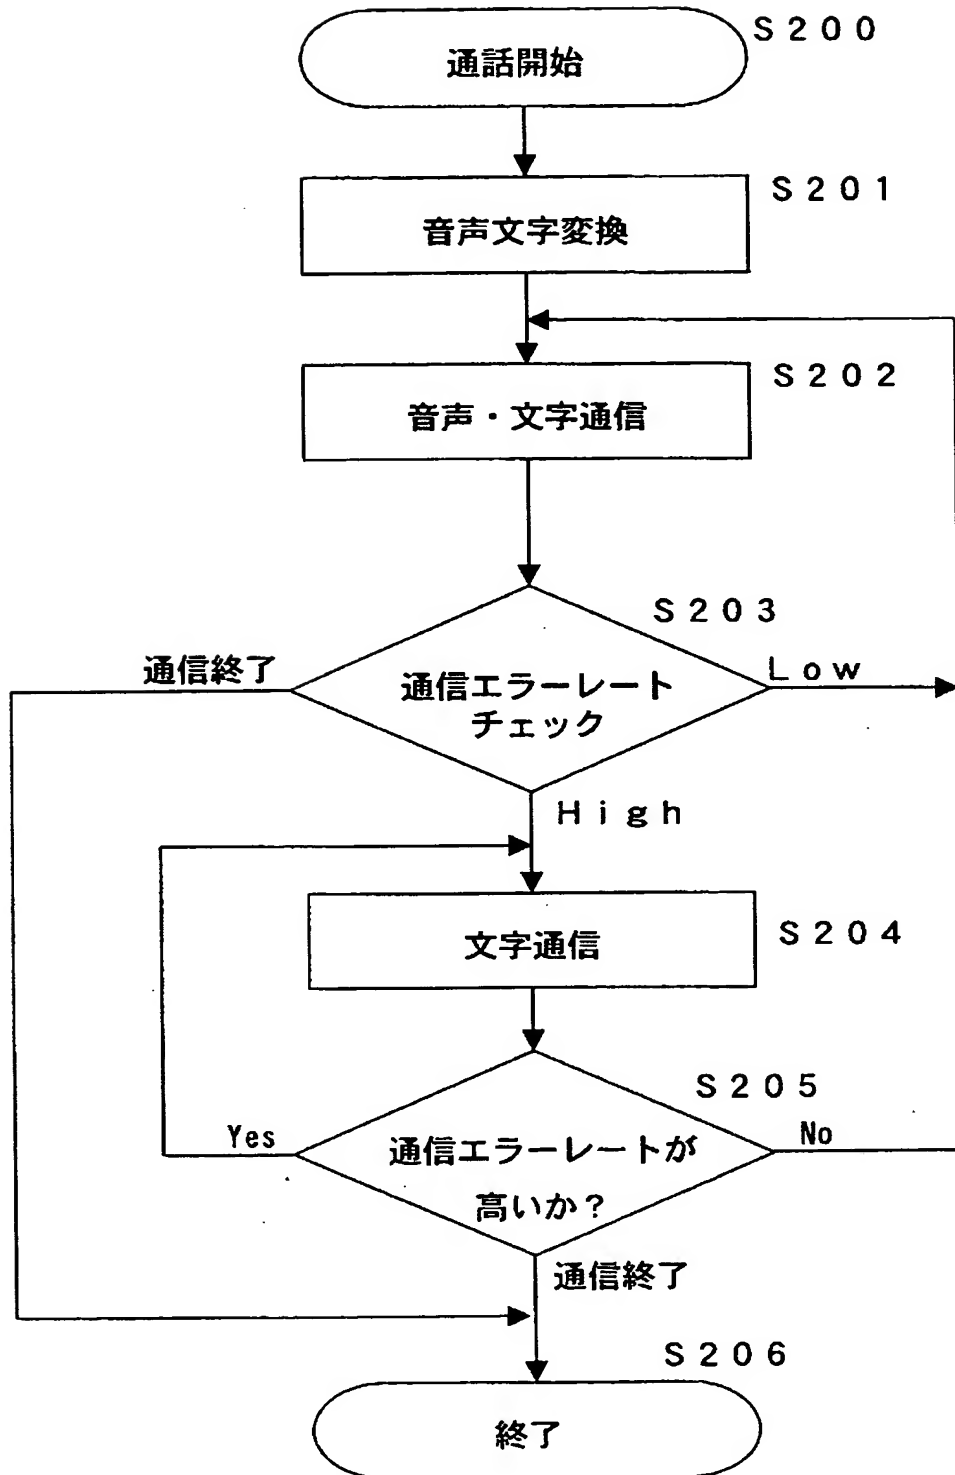 S200
通話開始
S201
音声文字変換
S202
音声・文字通信
S203
通信終了
通信エラーレート
チェック
Low
High
文字通信
S204
S205
Yes
通信エラーレートが
高いか?
No
通信終了
S206
終了